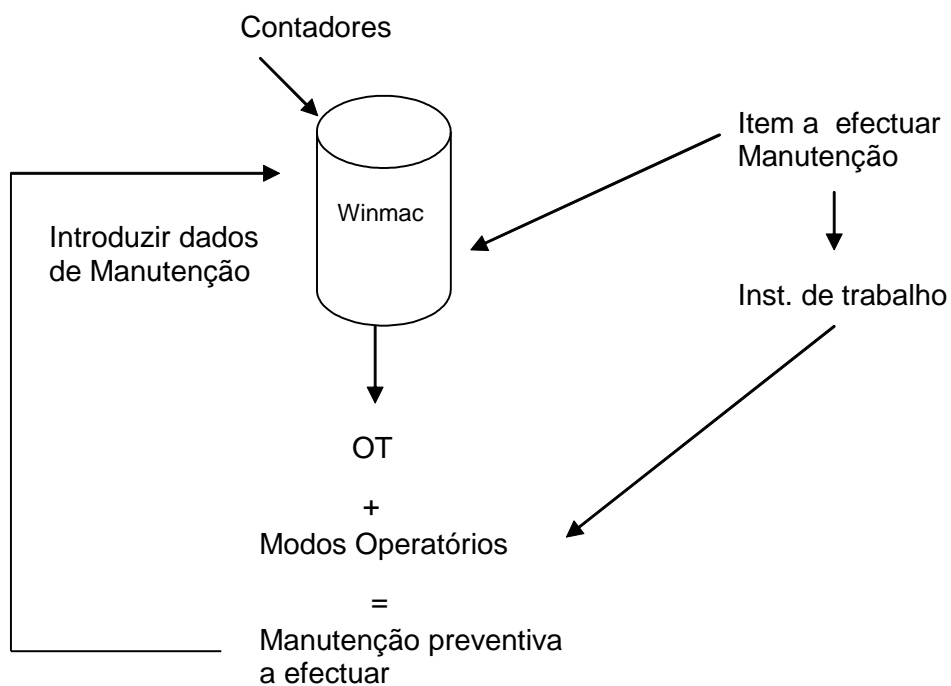 Contadores
Item a efectuar
Manutenção
Winmac
Introduzir dados
de Manutenção
Inst. de trabalho
OT
+
Modos Operatórios
=
Manutenção preventiva
a efectuar